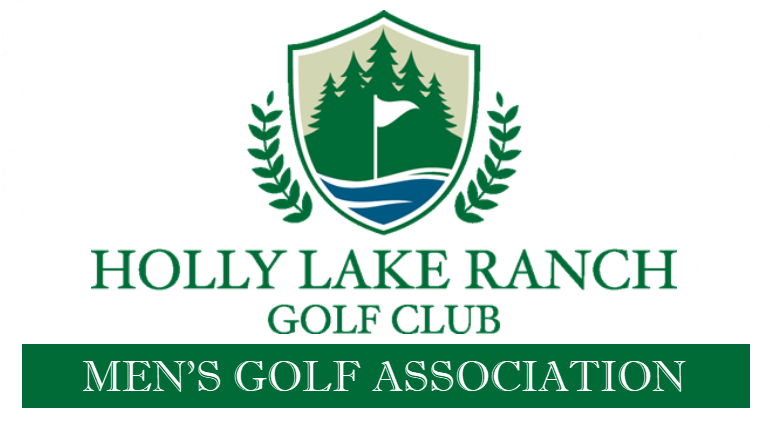 HOLLY LAKE RANCH
GOLF CLUB
MEN’S GOLF ASSOCIATION